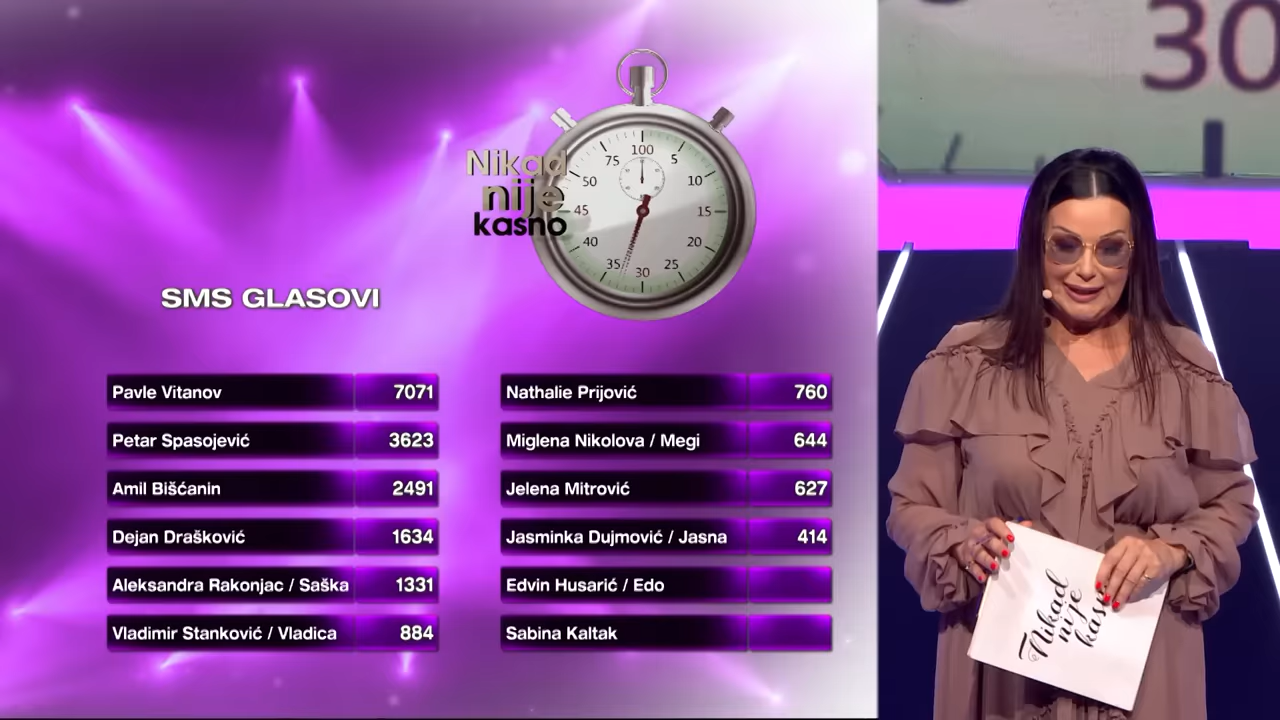 Nikad
nije
kasno
100
75
5
50
10
45
15
40
20
35
30
25
SMS GLASOVI
Pavle Vitanov 7071
Petar Spasojević 3623
Amil Bišćanin 2491
Dejan Drašković 1634
Aleksandra Rakonjac / Saška 1331
Vladimir Stanković / Vladica 884
Nathalie Prijović 760
Miglena Nikolova / Megi 644
Jelena Mitrović 627
Jasminka Dujmović / Jasna 414
Edvin Husarić / Edo
Sabina Kaltak
30
Nikad
nije
kasno